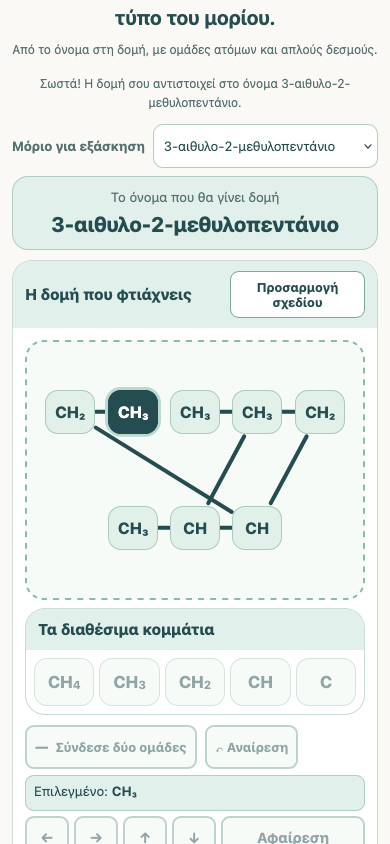 τύπο του μορίου.
Από το όνομα στη δομή, με ομάδες ατόμων και απλούς δεσμούς.
Σωστά! Η δομή σου αντιστοιχεί στο όνομα 3-αιθυλο-2-
μεθυλοπεντάνιο.
Μόριο για εξάσκηση
3-αιθυλο-2-μεθυλοπεντάνιο
Το όνομα που θα γίνει δομή
3-αιθυλο-2-μεθυλοπεντάνιο
Η δομή που φτιάχνεις
Προσαρμογή
σχεδίου
CH₂ CH₃ CH₃ CH₃ CH₂
CH₃ CH CH
Τα διαθέσιμα κομμάτια
CH₄ CH₃ CH₂ CH C
— Σύνδεσε δύο ομάδες
⤺ Αναίρεση
Επιλεγμένο: CH₃
← → ↑ ↓ Αφαίρεση